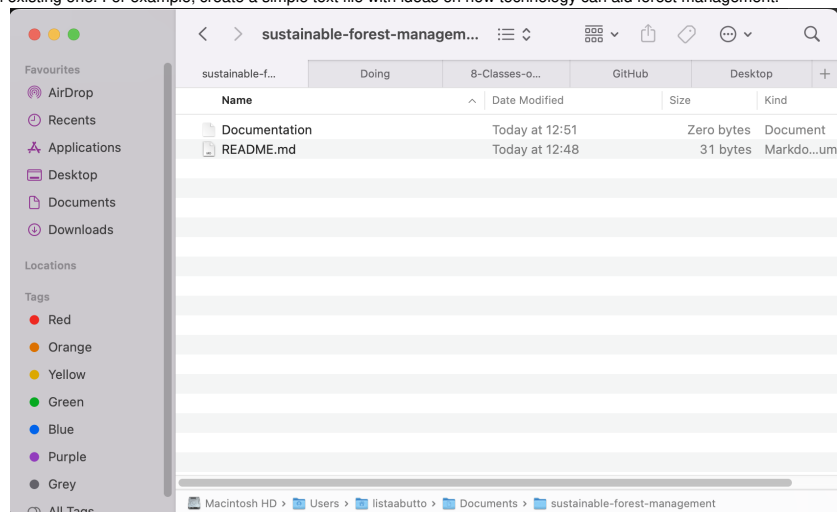 existing one. For example, create a simple text file with ideas on how technology can aid forest management.
sustainable-forest-managem...
sustainable-f...
Doing
8-Classes-o...
GitHub
Desktop
Name
Date Modified
Size
Kind
Documentation
Today at 12:51
Zero bytes
Document
README.md
Today at 12:48
31 bytes
Markdo...um
Favourites
AirDrop
Recents
Applications
Desktop
Documents
Downloads
Locations
Tags
Red
Orange
Yellow
Green
Blue
Purple
Grey
All Tags
Macintosh HD › Users › listaabutto › Documents › sustainable-forest-management